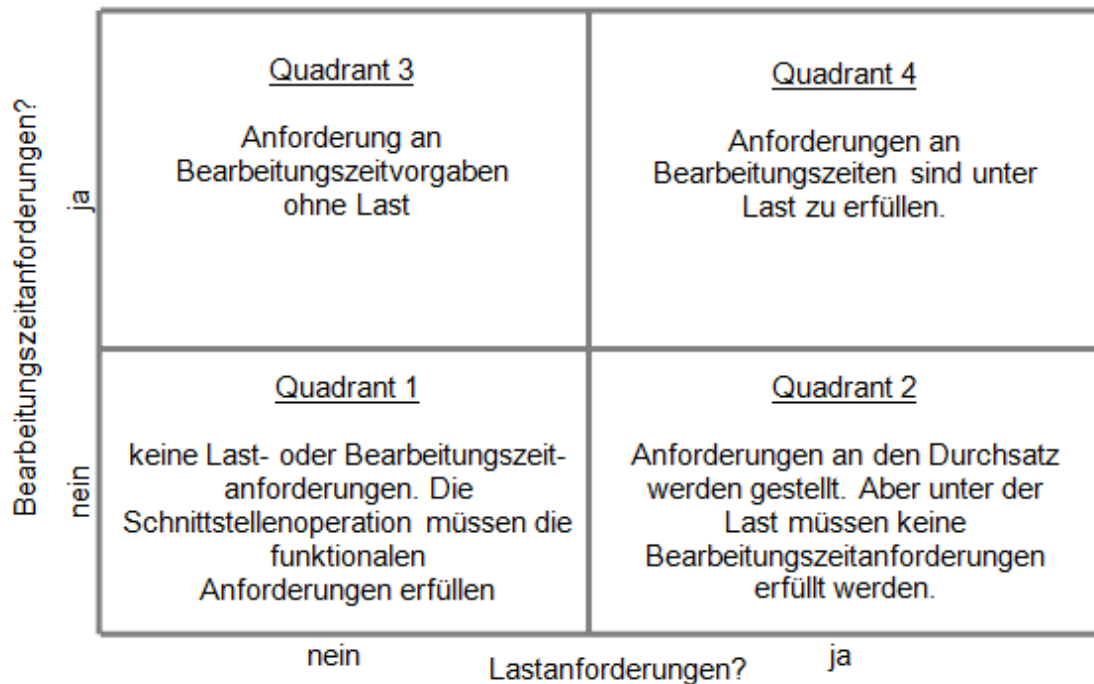 Bearbeitungszeitanforderungen?
ja
nein
Quadrant 3
Anforderung an
Bearbeitungszeitvorgaben
ohne Last
Quadrant 4
Anforderungen an
Bearbeitungszeiten sind unter
Last zu erfüllen.
Quadrant 1
keine Last- oder Bearbeitungszeit-
anforderungen. Die
Schnittstellenoperation müssen die
funktionalen
Anforderungen erfüllen
Quadrant 2
Anforderungen an den Durchsatz
werden gestellt. Aber unter der
Last müssen keine
Bearbeitungszeitanforderungen
erfüllt werden.
nein
Lastanforderungen?
ja